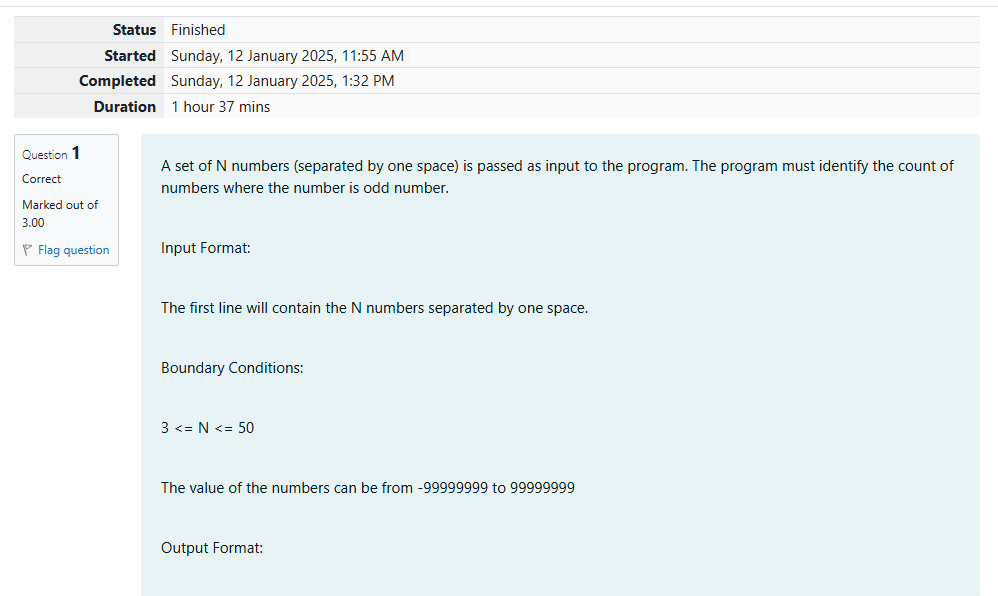 Status Finished
Started Sunday, 12 January 2025, 11:55 AM
Completed Sunday, 12 January 2025, 1:32 PM
Duration 1 hour 37 mins
Question 1
Correct
Marked out of
3.00
Flag question
A set of N numbers (separated by one space) is passed as input to the program. The program must identify the count of
numbers where the number is odd number.
Input Format:
The first line will contain the N numbers separated by one space.
Boundary Conditions:
3 <= N <= 50
The value of the numbers can be from -99999999 to 99999999
Output Format: